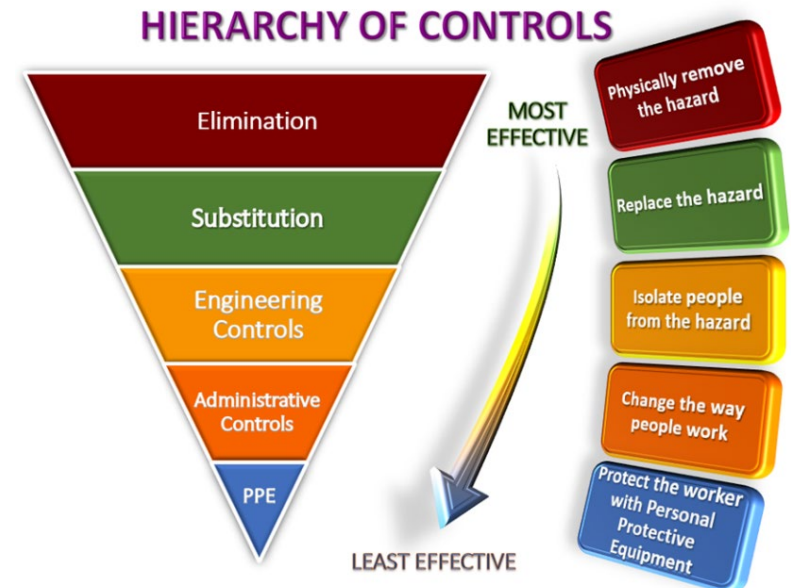 HIERARCHY OF CONTROLS
Elimination
Substitution
Engineering
Controls
Administrative
Controls
PPE
MOST
EFFECTIVE
LEAST EFFECTIVE
Physically remove
the hazard
Replace the hazard
Isolate people
from the hazard
Change the way
people work
Protect the worker
with Personal
Protective
Equipment